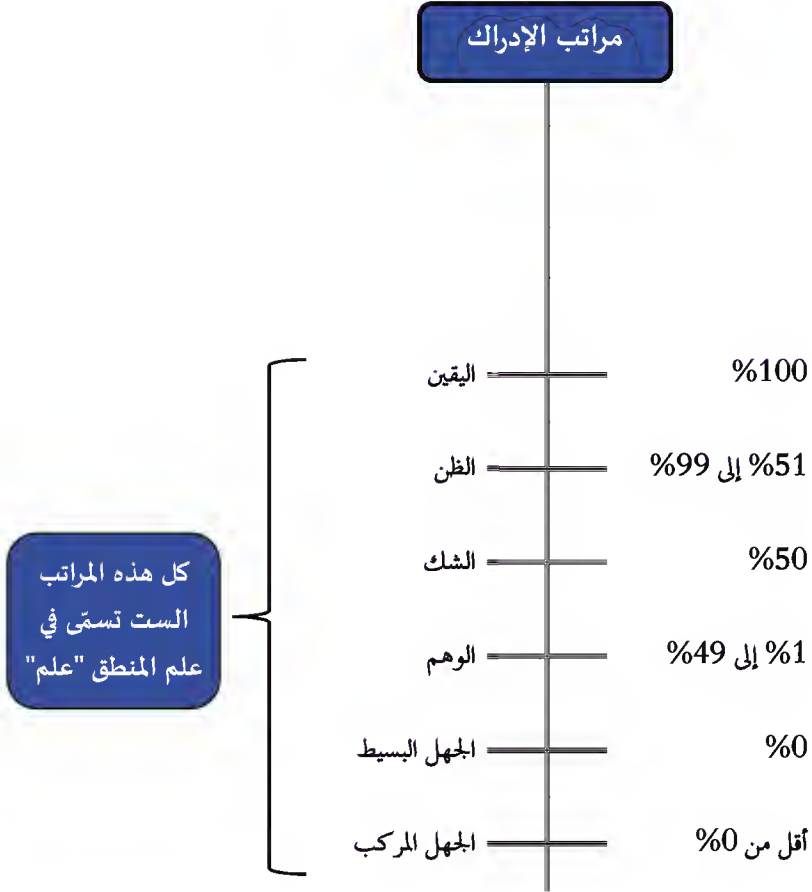 مراتب الإدراك
%100
اليقين
%51 إلى 99%
الظن
%50
الشك
%1 إلى 49%
الوهم
%0
الجهل البسيط
أقل من 0%
الجهل المركب
كل هذه المراتب
الست تسمّى في
علم المنطق "علم"